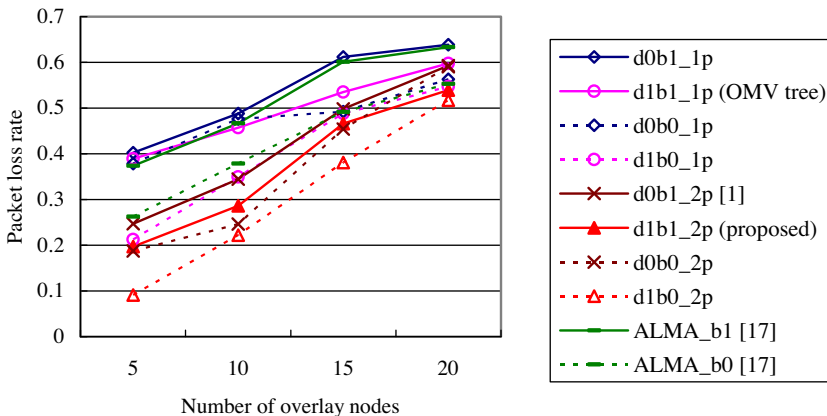 Packet loss rate
0.7
0.6
0.5
0.4
0.3
0.2
0.1
0
5 10 15 20
Number of overlay nodes
d0b1_1p
d1b1_1p (OMV tree)
d0b0_1p
d1b0_1p
d0b1_2p [1]
d1b1_2p (proposed)
d0b0_2p
d1b0_2p
ALMA_b1 [17]
ALMA_b0 [17]